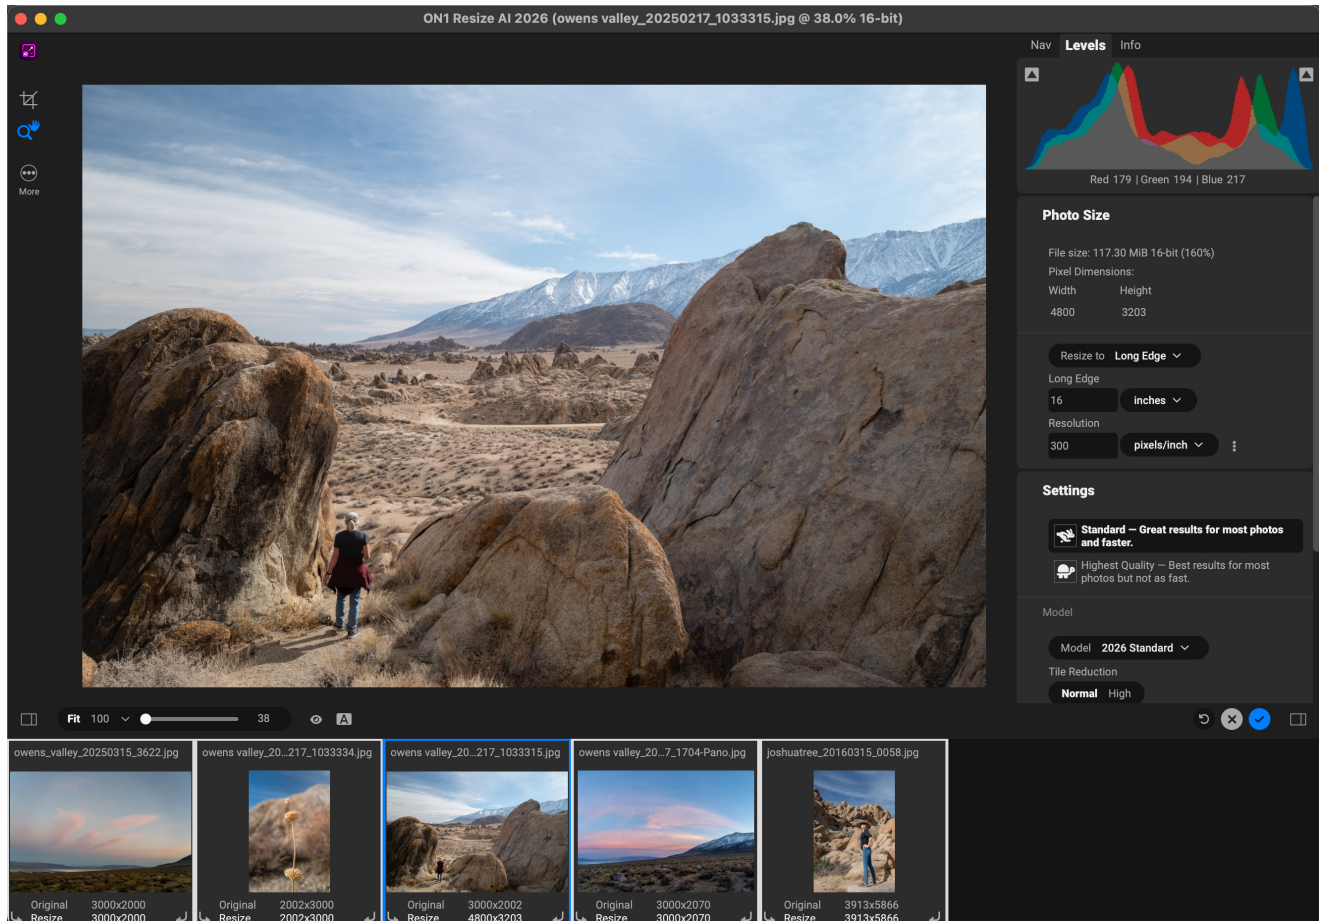 ON1 Resize AI 2026 (owens valley_20250217_1033315.jpg @ 38.0% 16-bit)
Nav Levels Info
More
Red 179 | Green 194 | Blue 217
Photo Size
File size: 117.30 MiB 16-bit (160%)
Pixel Dimensions:
Width Height
4800 3203
Resize to Long Edge
Long Edge
16 inches
Resolution
300 pixels/inch
Settings
Standard — Great results for most photos
and faster.
Highest Quality — Best results for most
photos but not as fast.
Model
Model 2026 Standard
Tile Reduction
Normal High
Fit 100 38 A
owens_valley_20250315_3622.jpg owens valley_20...217_1033334.jpg owens valley_20...217_1033315.jpg owens valley_20...7_1704-Pano.jpg joshuatree_20160315_0058.jpg
Original 3000x2000 Original 2002x3000 Original 3000x2002 Original 3000x2070 Original 3913x5866
Resize 3000x2000 Resize 2002x3000 Resize 4800x3203 Resize 3000x2070 Resize 3913x5866